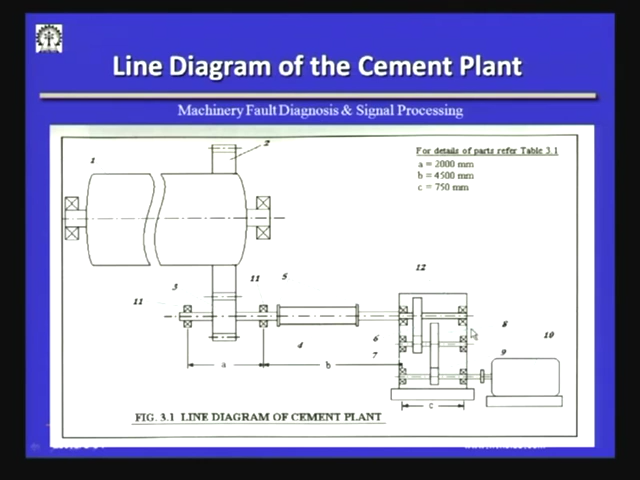 Line Diagram of the Cement Plant
Machinery Fault Diagnosis & Signal Processing
For details of parts refer Table 3.1
a = 2000 mm
b = 4500 mm
c = 750 mm
1
2
3
11
11
5
12
4
6
7
8
9
10
a
b
c
FIG. 3.1 LINE DIAGRAM OF CEMENT PLANT